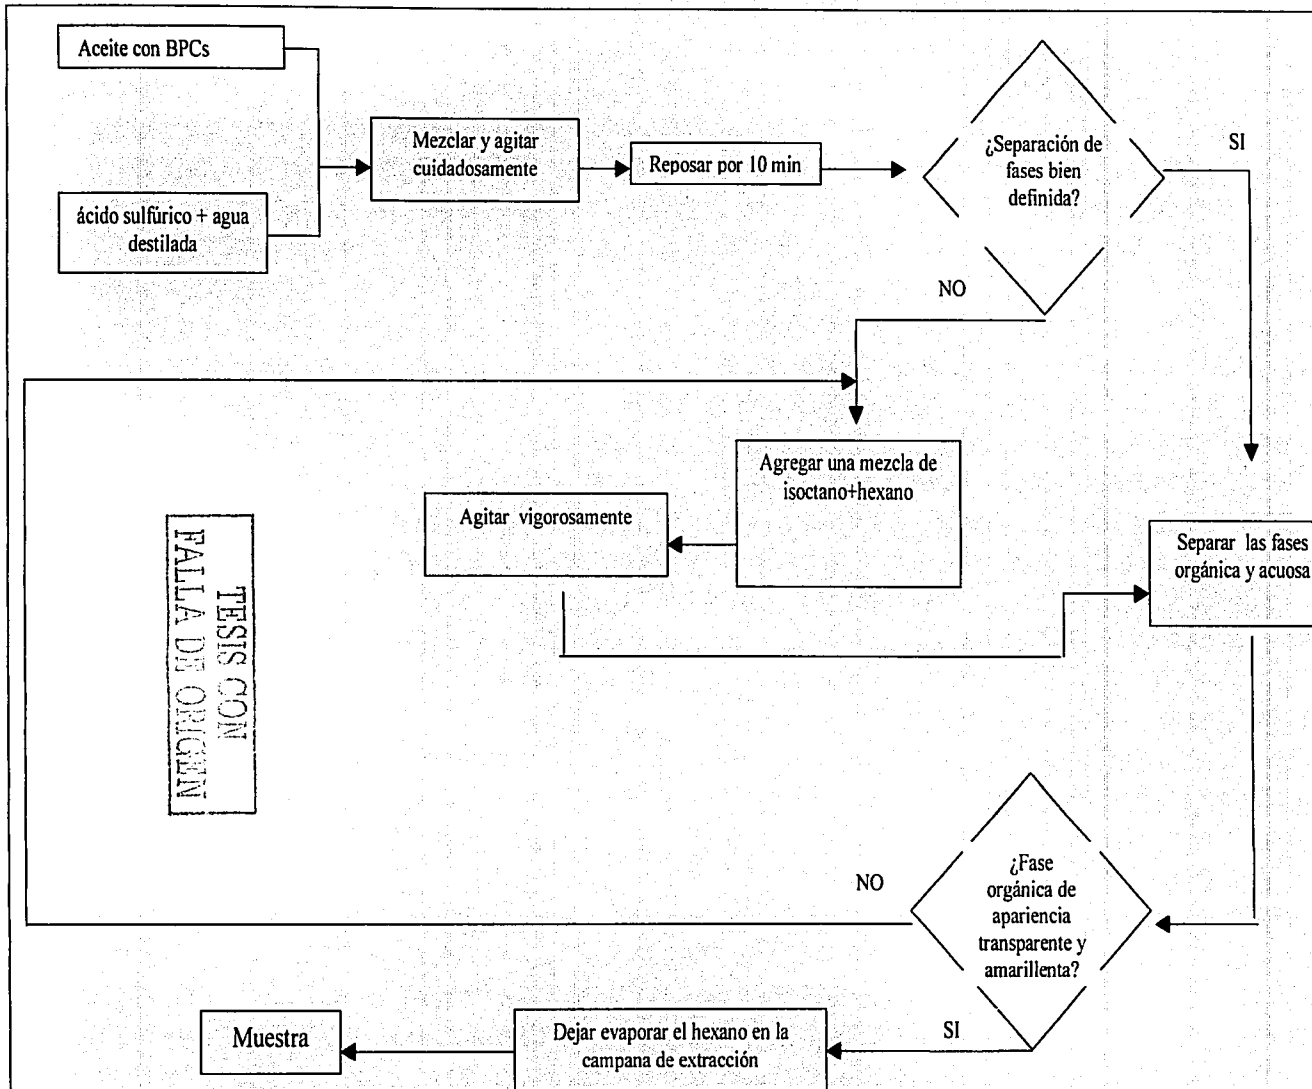 Aceite con BPCs
ácido sulfúrico + agua
destilada
Mezclar y agitar
cuidadosamente
Reposar por 10 min
¿Separación de
fases bien
definida?
SI
NO
Agregar una mezcla de
isoctano+hexano
Agitar vigorosamente
Separar las fases
orgánica y acuosa
TESIS CON
FALLA DE ORIGEN
¿Fase
orgánica de
apariencia
transparente y
amarillenta?
NO
SI
Dejar evaporar el hexano en la
campana de extracción
Muestra